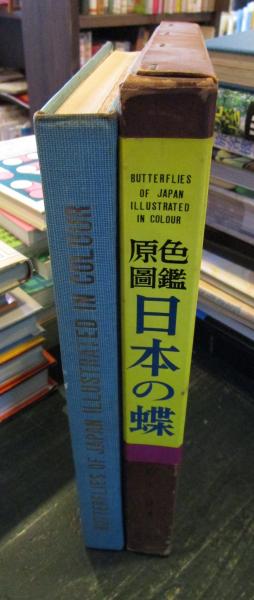 BUTTERFLIES OF JAPAN ILLUSTRATED IN COLOUR
BUTTERFLIES
OF JAPAN
ILLUSTRATED
IN COLOUR
原色
圖鑑
日本の蝶